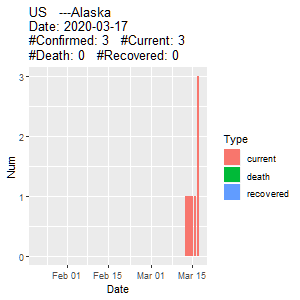 US   ---Alaska
Date: 2020-03-17
#Confirmed: 3   #Current: 3
#Death: 0   #Recovered: 0
3
2
1
0
Num
Feb 01
Feb 15
Mar 01
Mar 15
Date
Type
current
death
recovered